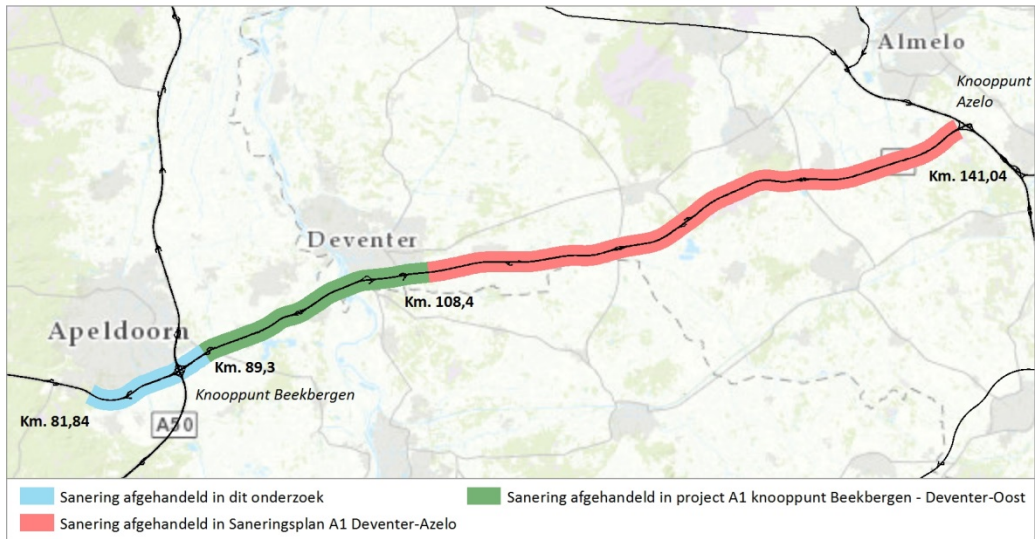 Almelo
Knooppunt
Azelo
Km. 141,04
Deventer
Km. 108,4
Apeldoorn
Km. 89,3
Knooppunt Beekbergen
Km. 81,84
A50
Sanering afgehandeld in dit onderzoek
Sanering afgehandeld in project A1 knooppunt Beekbergen - Deventer-Oost
Sanering afgehandeld in Saneringsplan A1 Deventer-Azelo